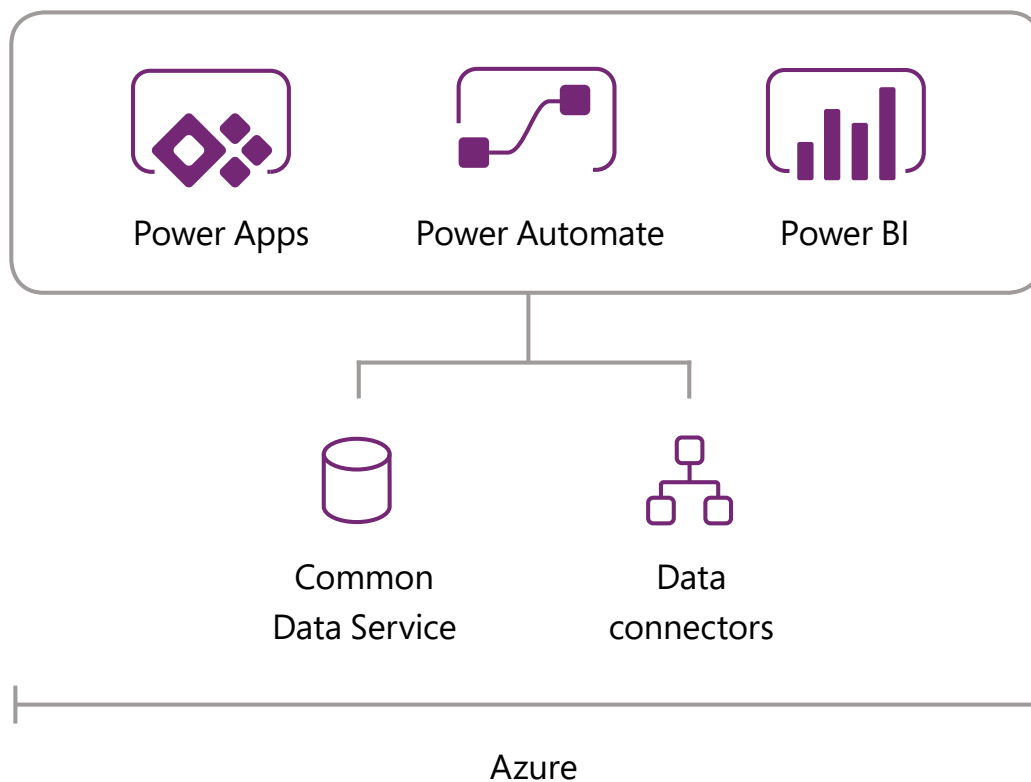 Power Apps
Power Automate
Power BI
Common
Data Service
Data
connectors
Azure